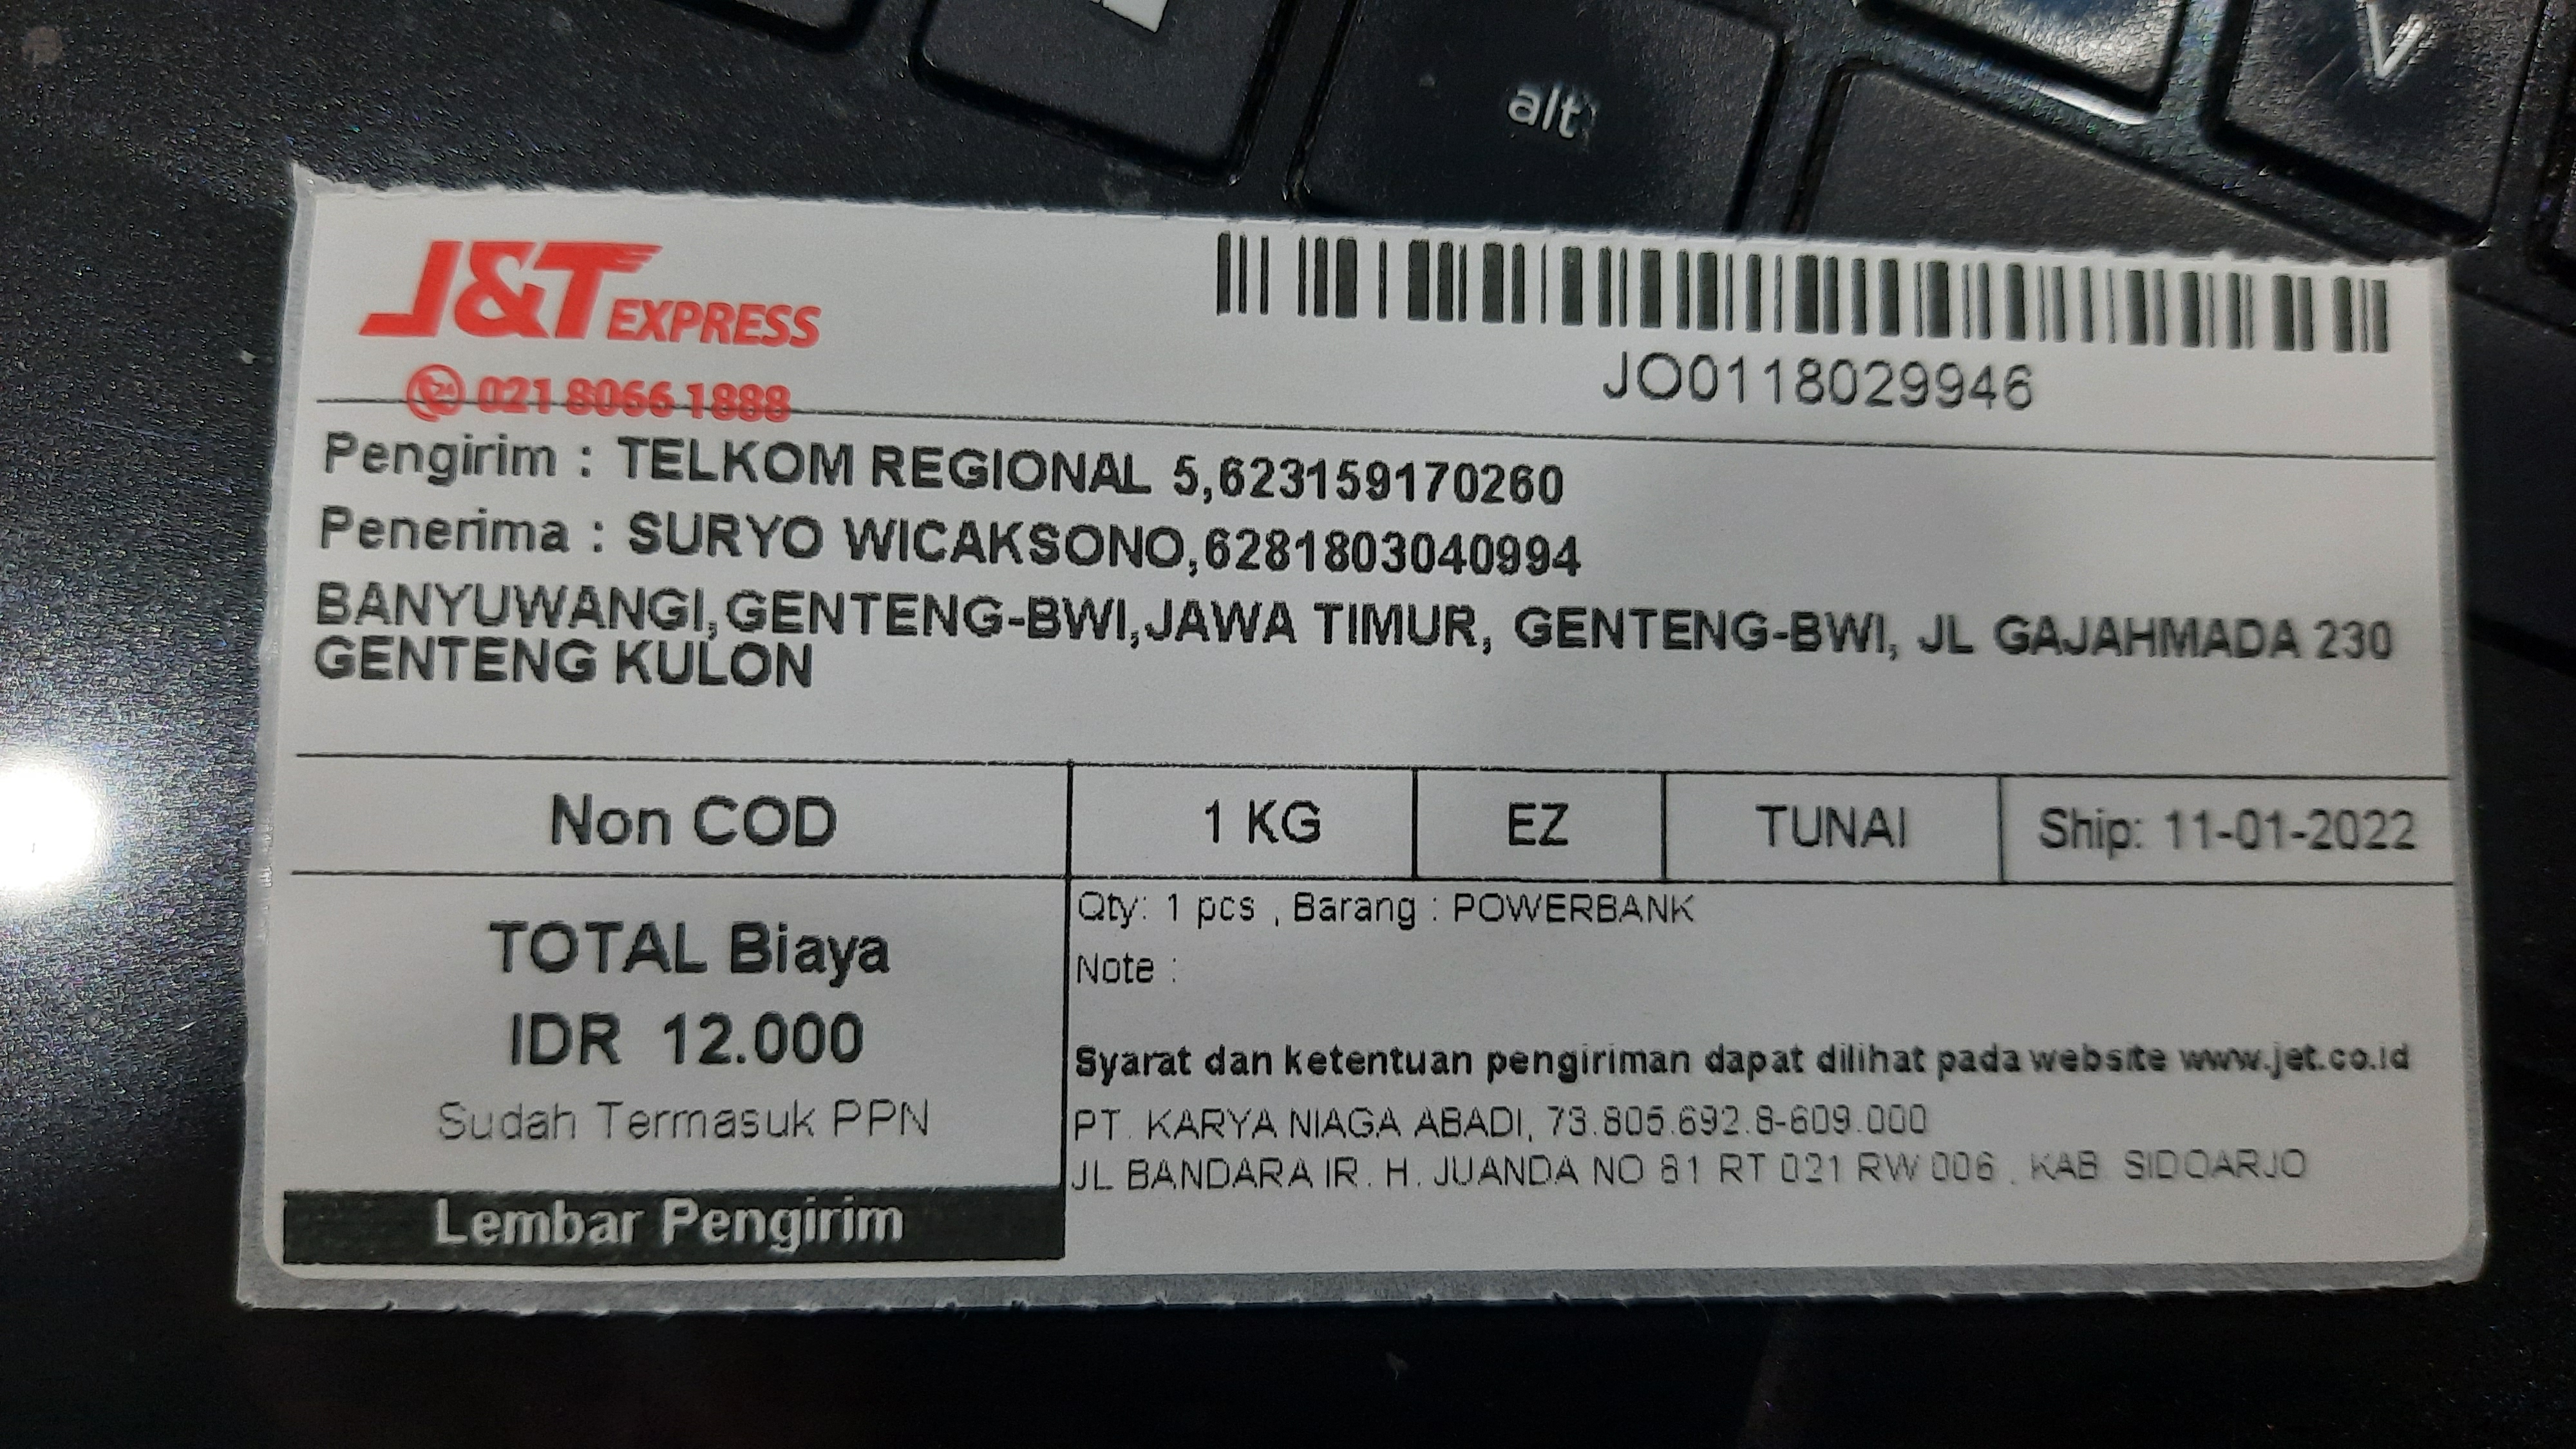 J&T EXPRESS
021 8066 1888
JO0118029946
Pengirim : TELKOM REGIONAL 5,623159170260
Penerima : SURYO WICAKSONO,6281803040994
BANYUWANGI,GENTENG-BWI,JAWA TIMUR, GENTENG-BWI, JL GAJAHMADA 230
GENTENG KULON
Non COD
1 KG
EZ
TUNAI
Ship: 11-01-2022
TOTAL Biaya
IDR 12.000
Sudah Termasuk PPN
Lembar Pengirim
Qty: 1 pcs , Barang : POWERBANK
Note :
Syarat dan ketentuan pengiriman dapat dilihat pada website www.jet.co.id
PT. KARYA NIAGA ABADI, 73.805.692.8-609.000
JL BANDARA IR. H. JUANDA NO 81 RT 021 RW 006 , KAB. SIDOARJO
alt